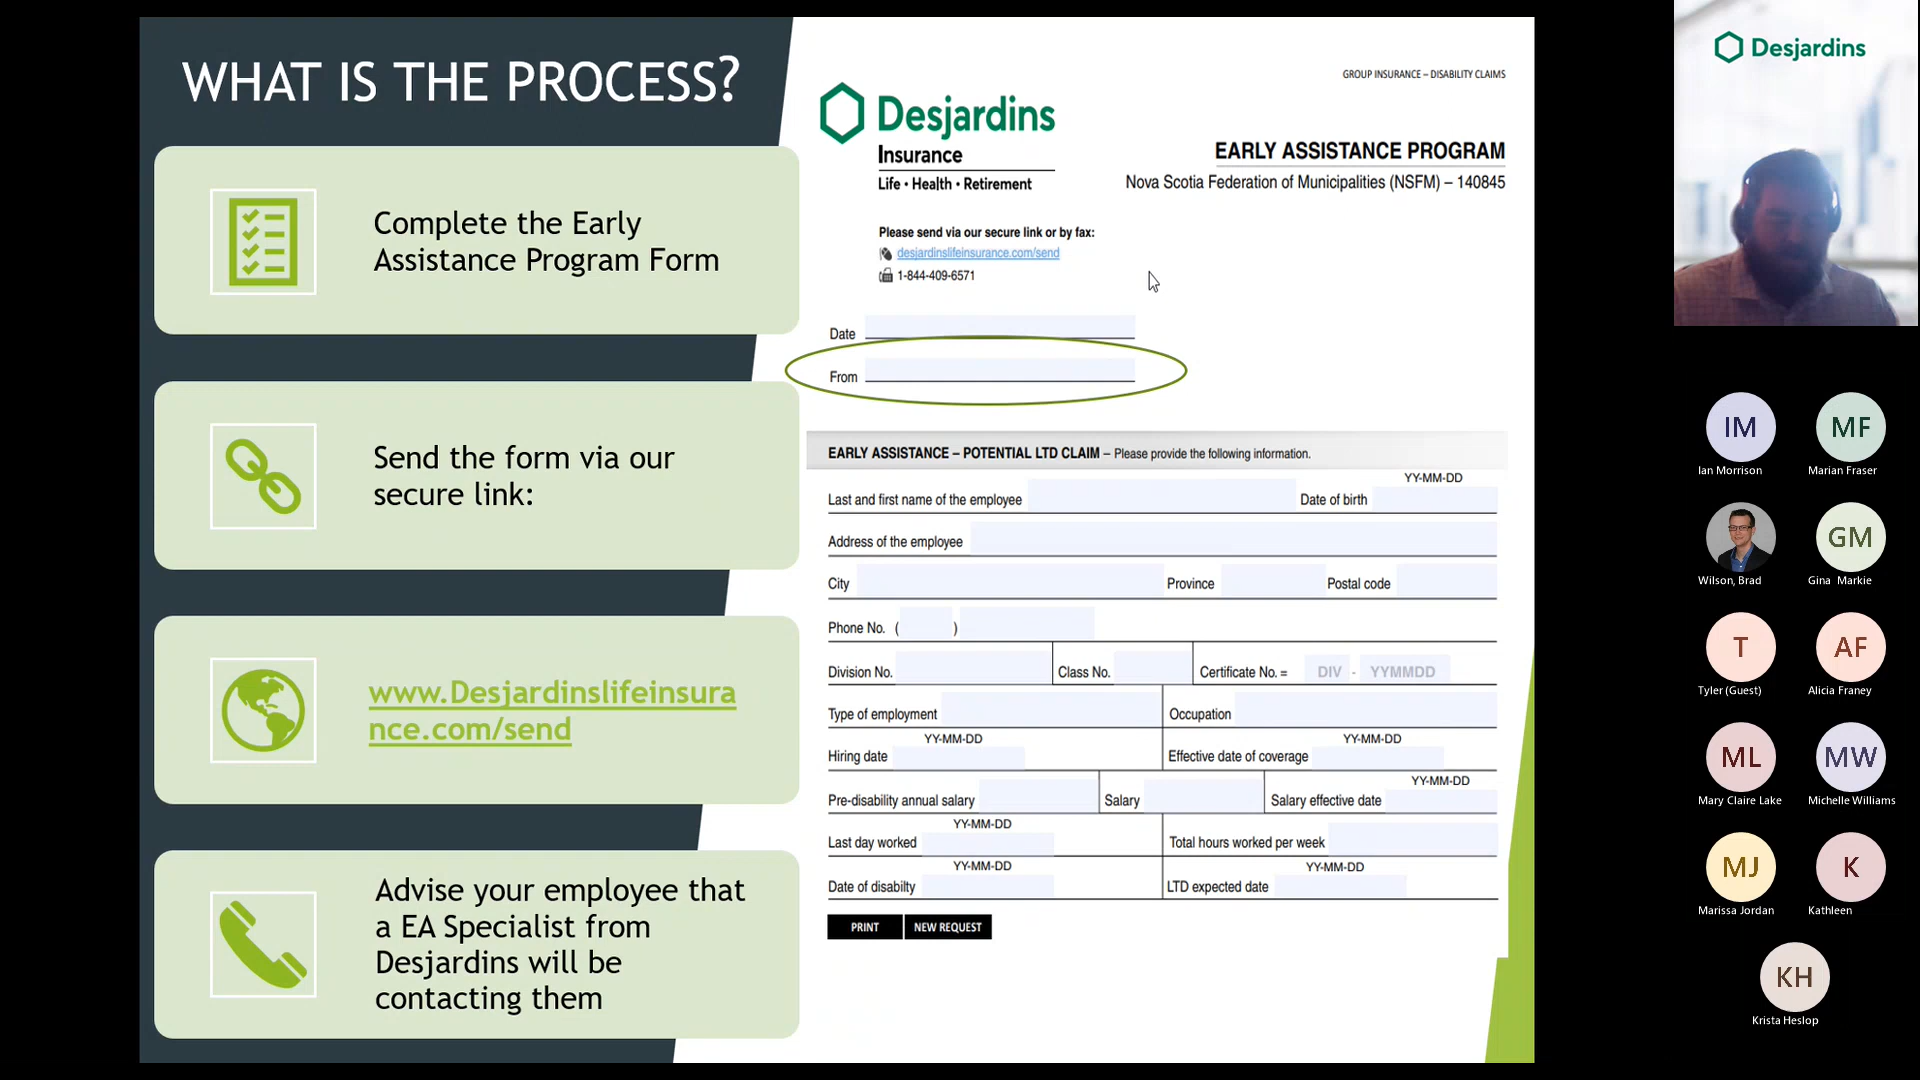 WHAT IS THE PROCESS?
Complete the Early
Assistance Program Form
Send the form via our
secure link:
www.Desjardinslifeinsura
nce.com/send
Advise your employee that
a EA Specialist from
Desjardins will be
contacting them
GROUP INSURANCE – DISABILITY CLAIMS
Desjardins
Insurance
Life • Health • Retirement
EARLY ASSISTANCE PROGRAM
Nova Scotia Federation of Municipalities (NSFM) – 140845
Please send via our secure link or by fax:
desjardinslifeinsurance.com/send
1-844-409-6571
Date
From
EARLY ASSISTANCE – POTENTIAL LTD CLAIM – Please provide the following information.
YY-MM-DD
Last and first name of the employee Date of birth
Address of the employee
City Province Postal code
Phone No. ( )
Division No. Class No. Certificate No. = DIV - YYMMDD
Type of employment Occupation
YY-MM-DD YY-MM-DD
Hiring date Effective date of coverage
YY-MM-DD
Pre-disability annual salary Salary Salary effective date
YY-MM-DD
Last day worked Total hours worked per week
YY-MM-DD YY-MM-DD
Date of disabilty LTD expected date
PRINT NEW REQUEST
Desjardins
IM MF
Ian Morrison Marian Fraser
GM
Wilson, Brad Gina Markie
T AF
Tyler (Guest) Alicia Franey
ML MW
Mary Claire Lake Michelle Williams
MJ K
Marissa Jordan Kathleen
KH
Krista Heslop